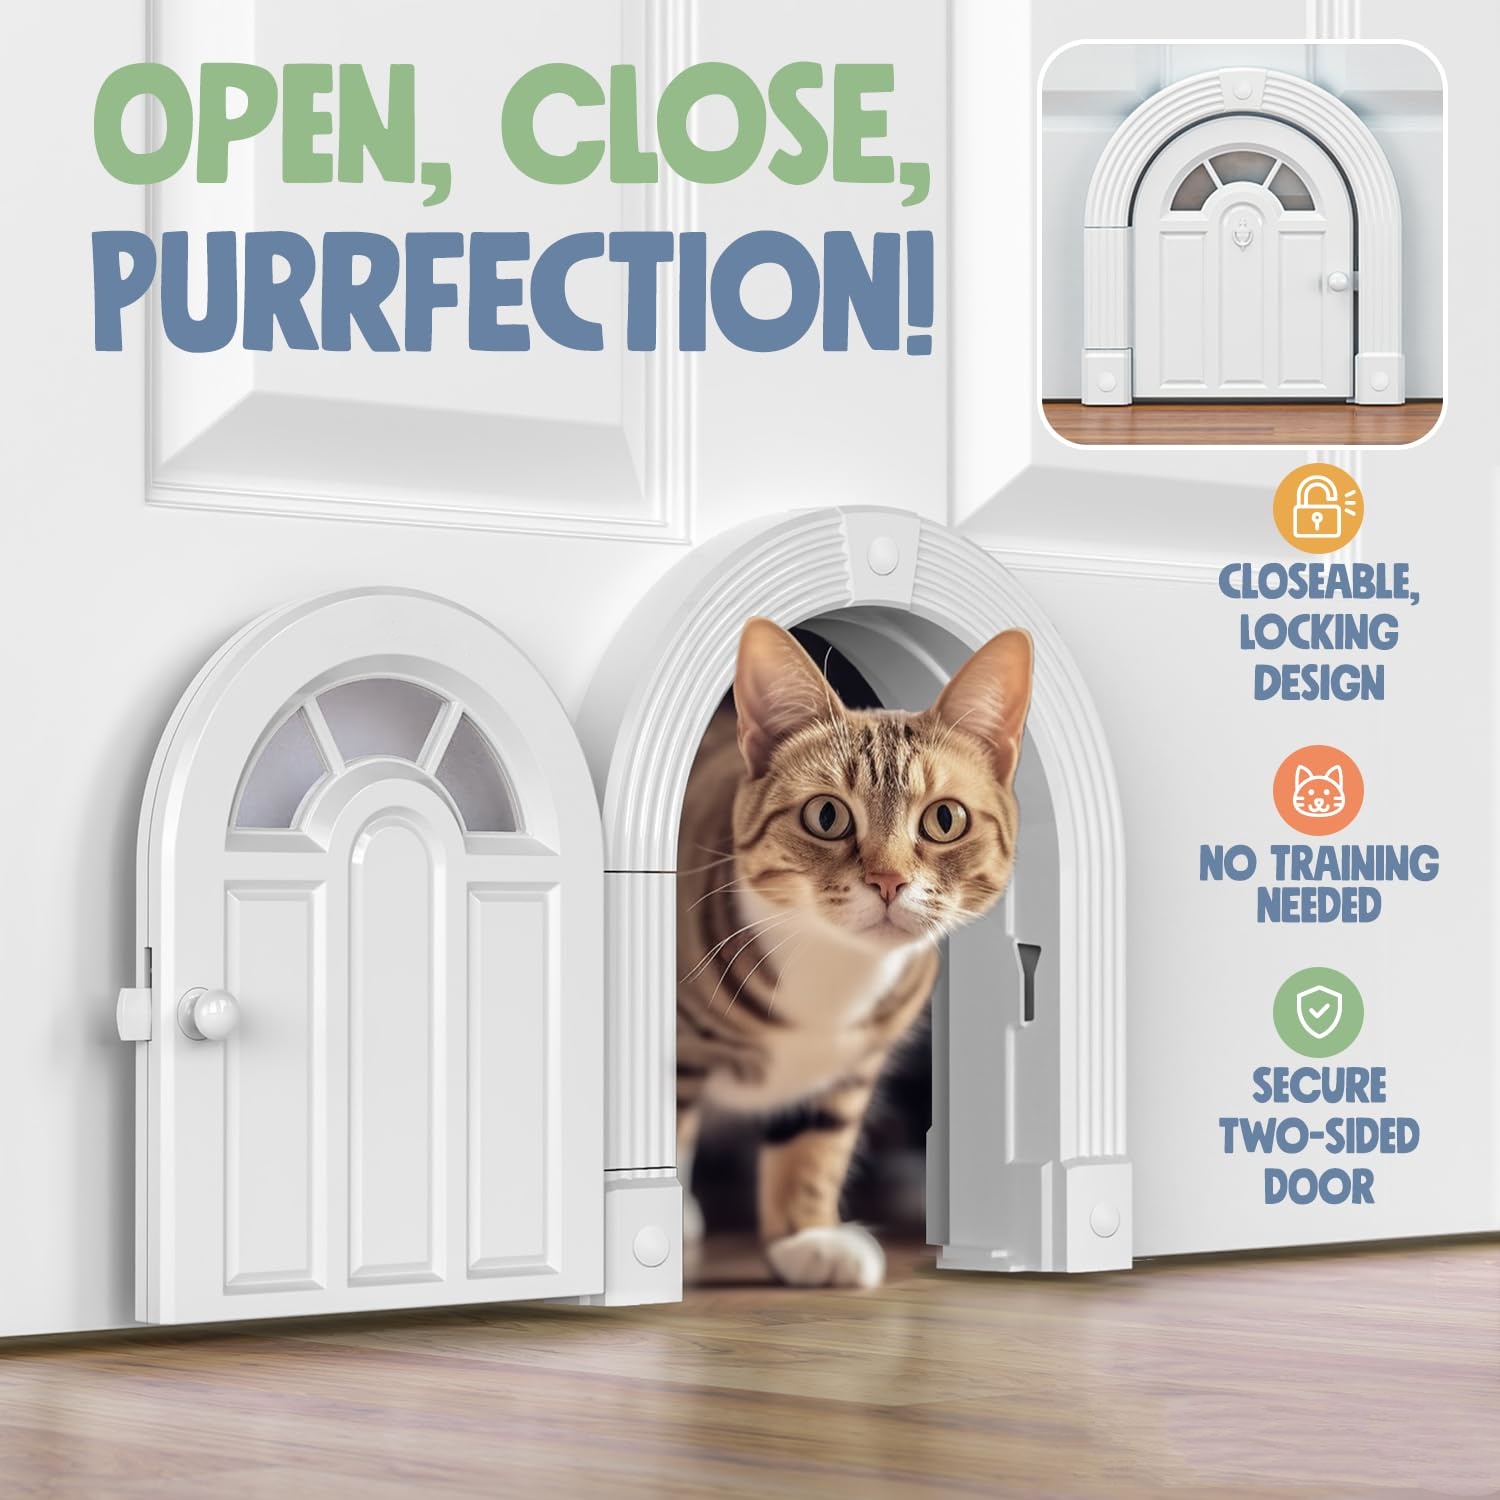 OPEN, CLOSE,
PURRFECTION!
CLOSEABLE,
LOCKING
DESIGN
NO TRAINING
NEEDED
SECURE
TWO-SIDED
DOOR